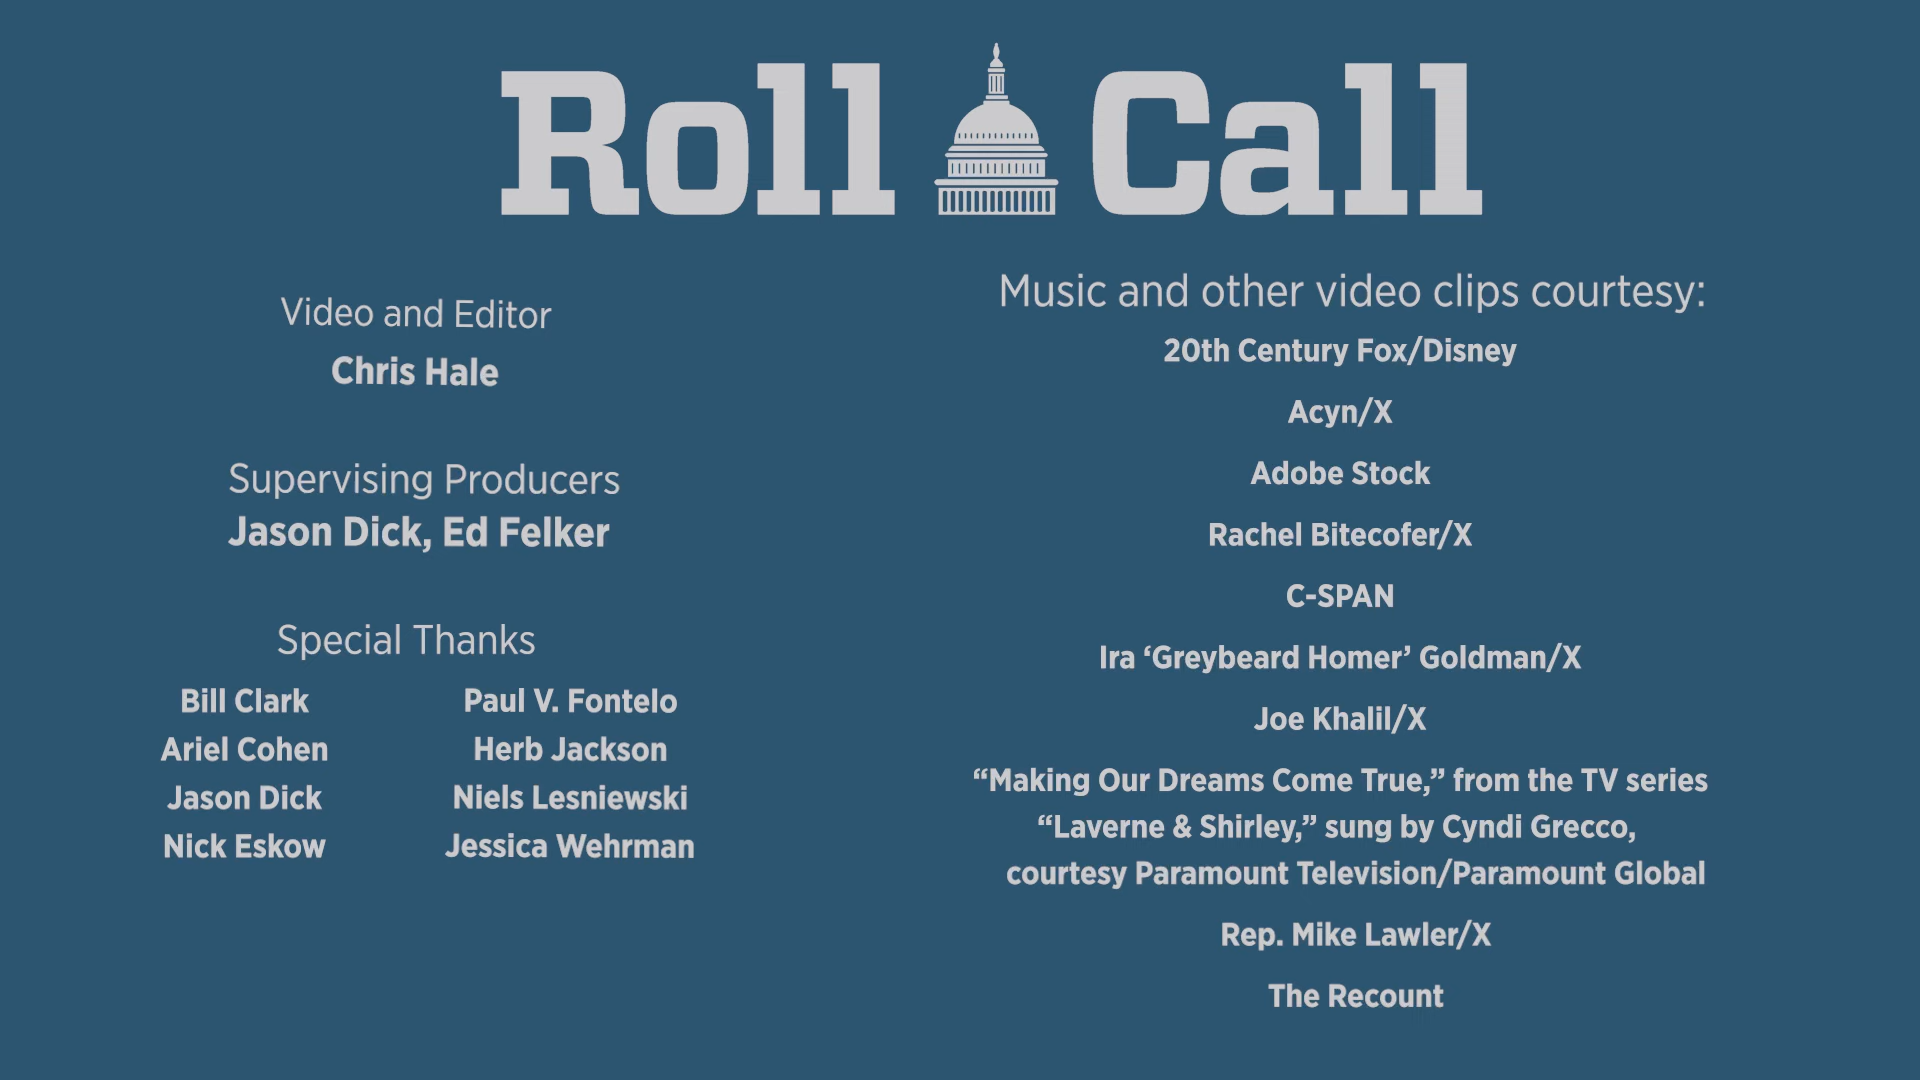 Roll Call
Video and Editor
Chris Hale
Supervising Producers
Jason Dick, Ed Felker
Special Thanks
Bill Clark
Ariel Cohen
Jason Dick
Nick Eskow
Paul V. Fontelo
Herb Jackson
Niels Lesniewski
Jessica Wehrman
Music and other video clips courtesy:
20th Century Fox/Disney
Acyn/X
Adobe Stock
Rachel Bitecofer/X
C-SPAN
Ira ‘Greybeard Homer’ Goldman/X
Joe Khalil/X
“Making Our Dreams Come True,” from the TV series
“Laverne & Shirley,” sung by Cyndi Grecco,
courtesy Paramount Television/Paramount Global
Rep. Mike Lawler/X
The Recount